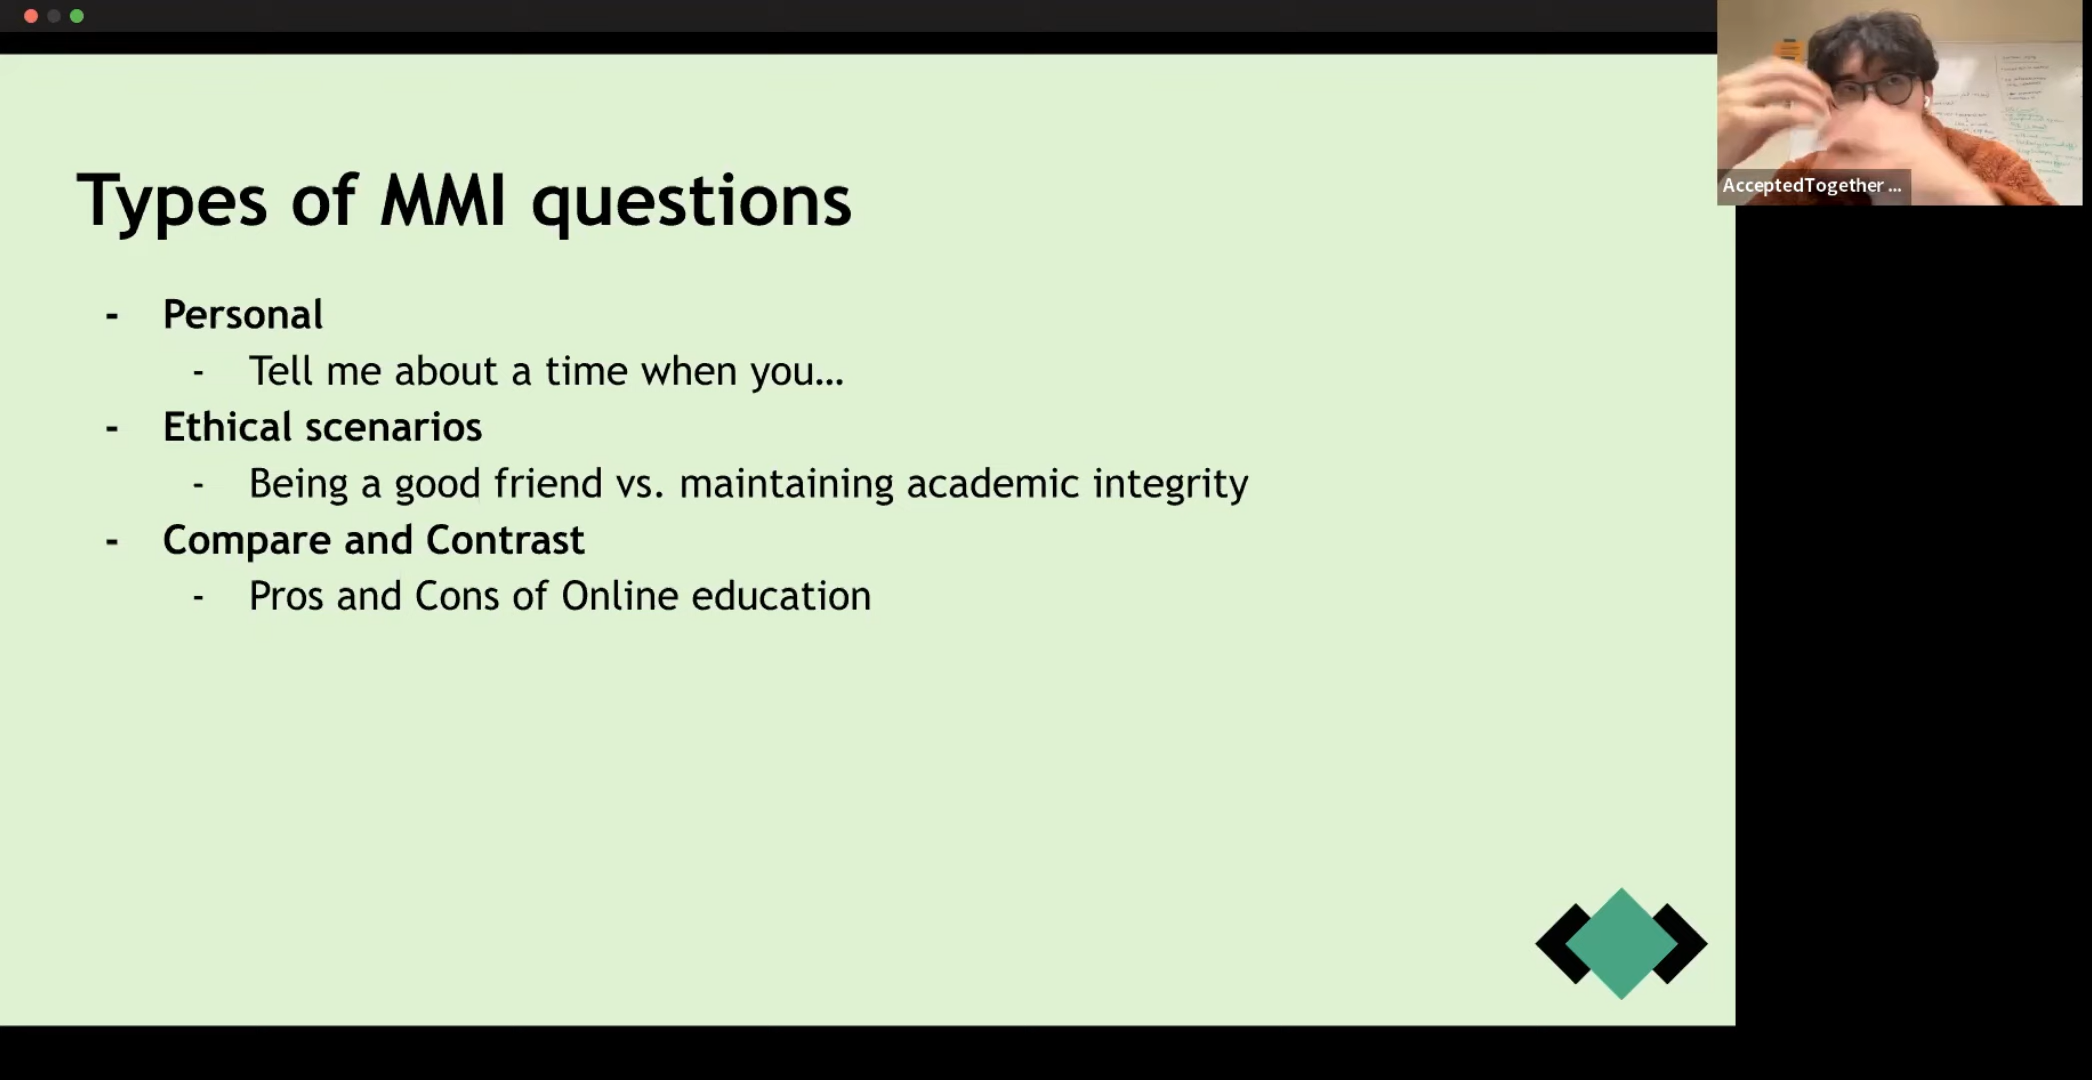 Types of MMI questions
- Personal
- Tell me about a time when you...
- Ethical scenarios
- Being a good friend vs. maintaining academic integrity
- Compare and Contrast
- Pros and Cons of Online education
AcceptedTogether ...